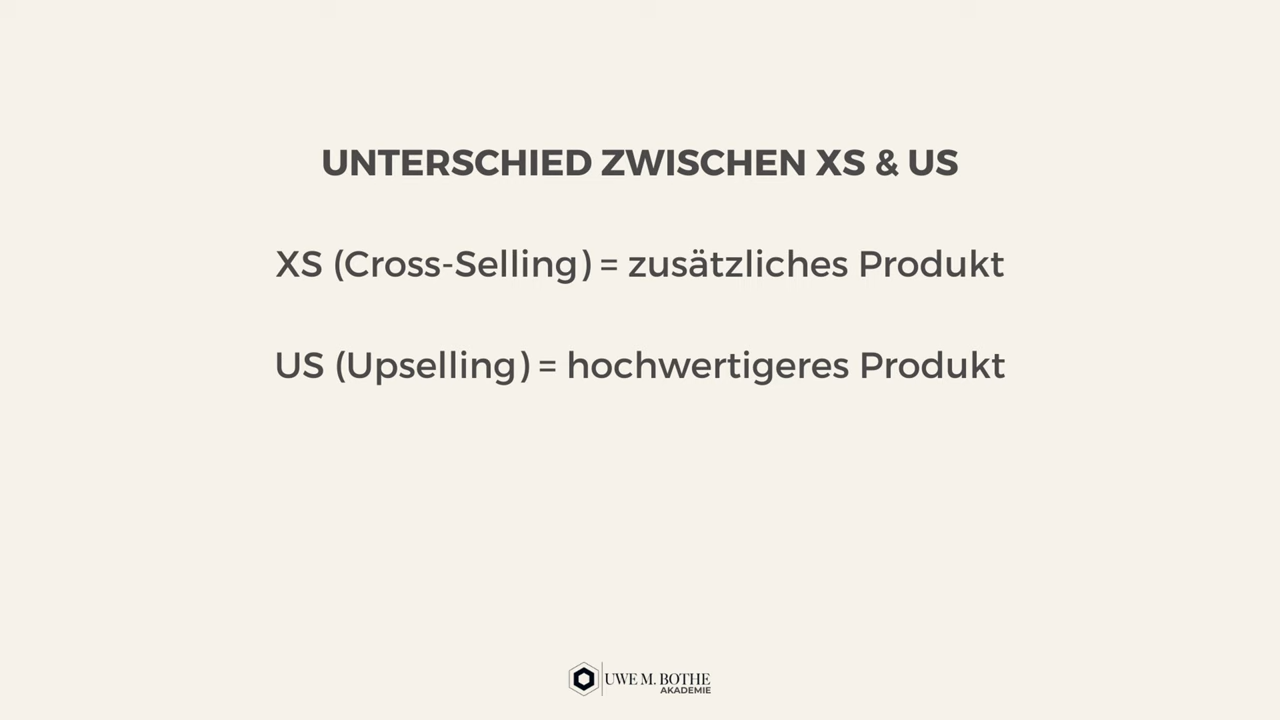 UNTERSCHIED ZWISCHEN XS & US
XS (Cross-Selling) = zusätzliches Produkt
US (Upselling) = hochwertigeres Produkt
UWE M. BOTHE
AKADEMIE